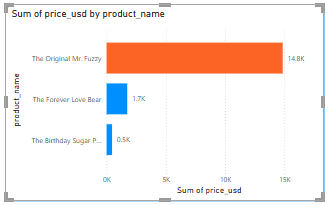 Sum of price_usd by product_name
The Original Mr. Fuzzy
14.8K
The Forever Love Bear
1.7K
The Birthday Sugar P...
0.5K
product_name
0K
5K
10K
15K
Sum of price_usd